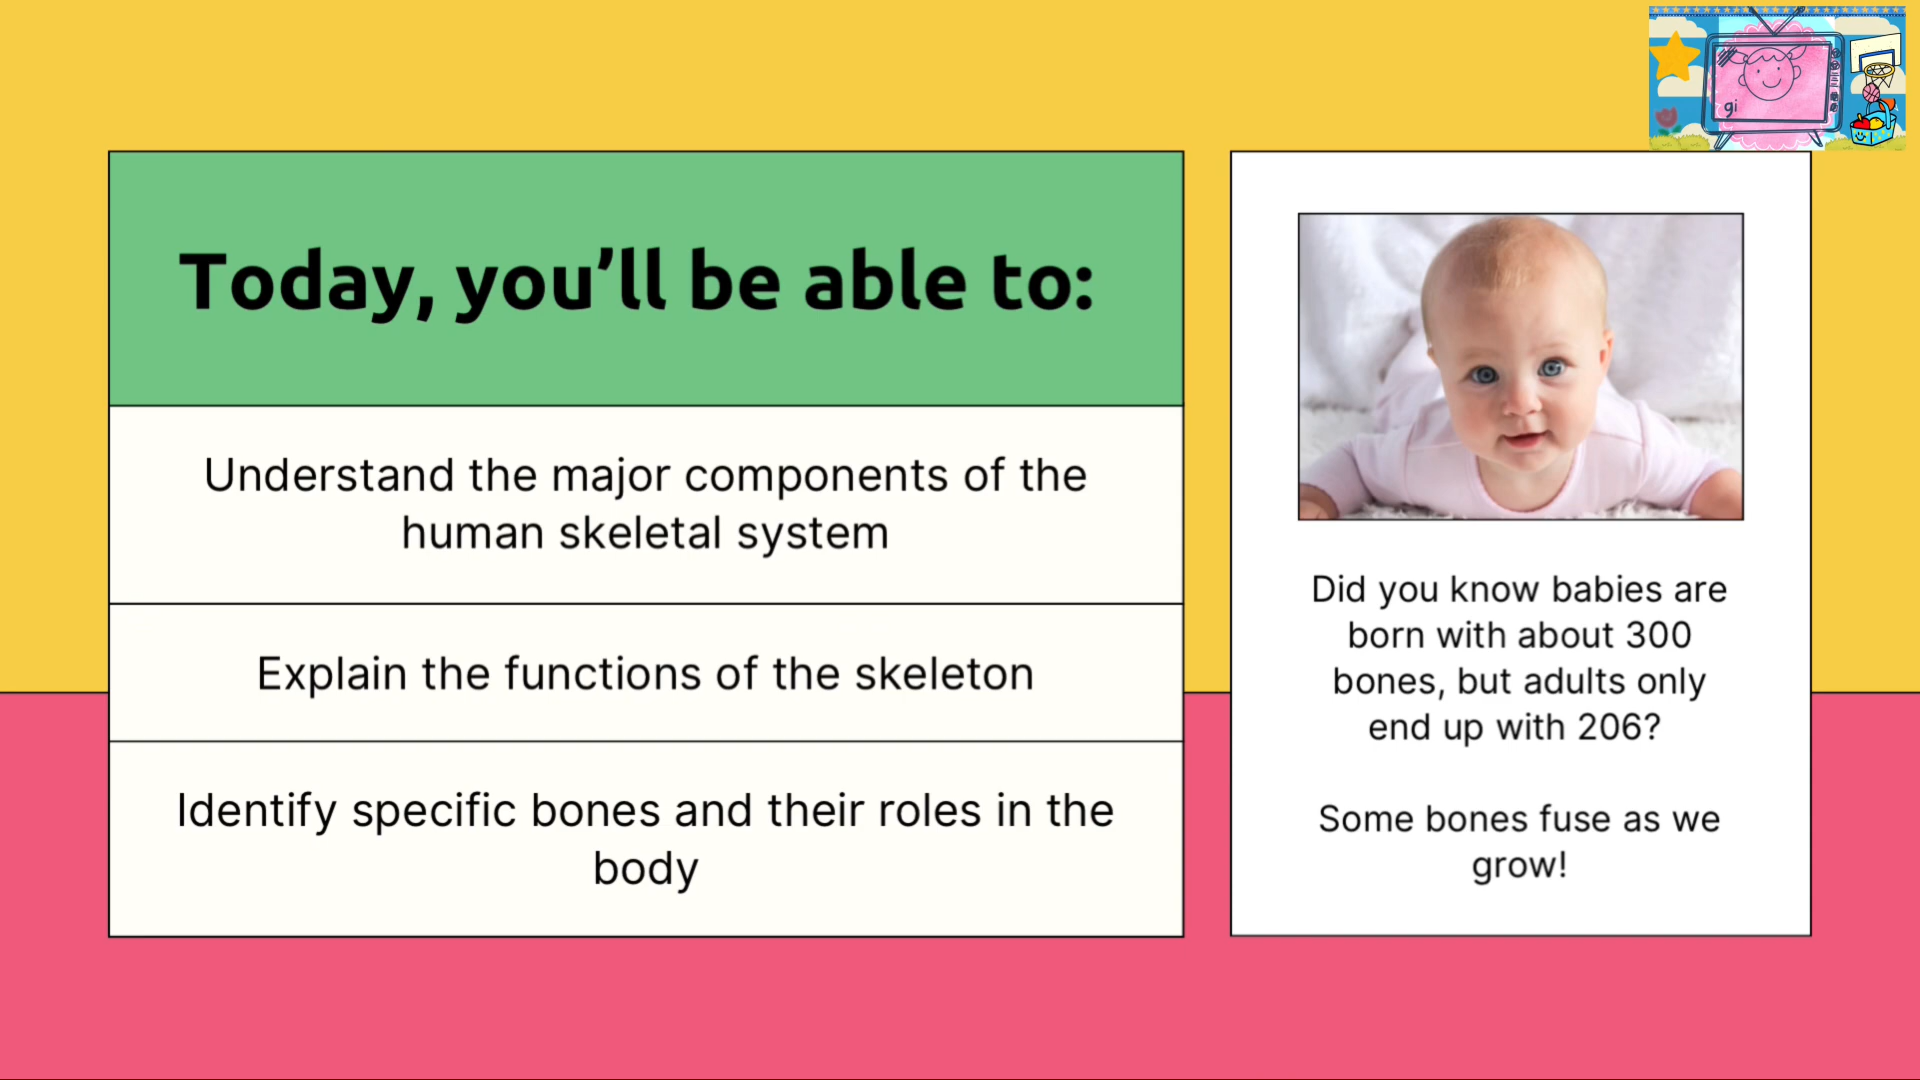 Today, you’ll be able to:
Understand the major components of the
human skeletal system
Explain the functions of the skeleton
Identify specific bones and their roles in the
body
gi
Did you know babies are
born with about 300
bones, but adults only
end up with 206?
Some bones fuse as we
grow!